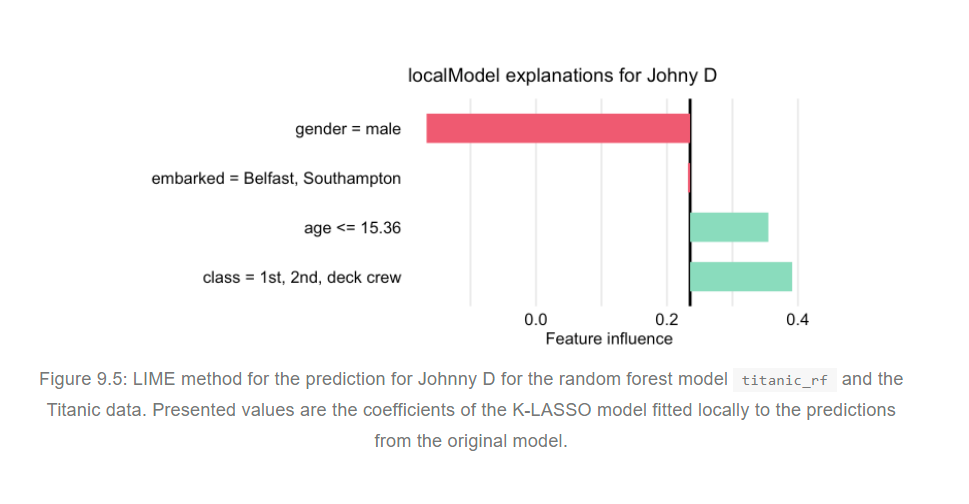 localModel explanations for Johny D
gender = male
embarked = Belfast, Southampton
age <= 15.36
class = 1st, 2nd, deck crew
0.0 0.2 0.4
Feature influence
Figure 9.5: LIME method for the prediction for Johnny D for the random forest model titanic_rf and the
Titanic data. Presented values are the coefficients of the K-LASSO model fitted locally to the predictions
from the original model.